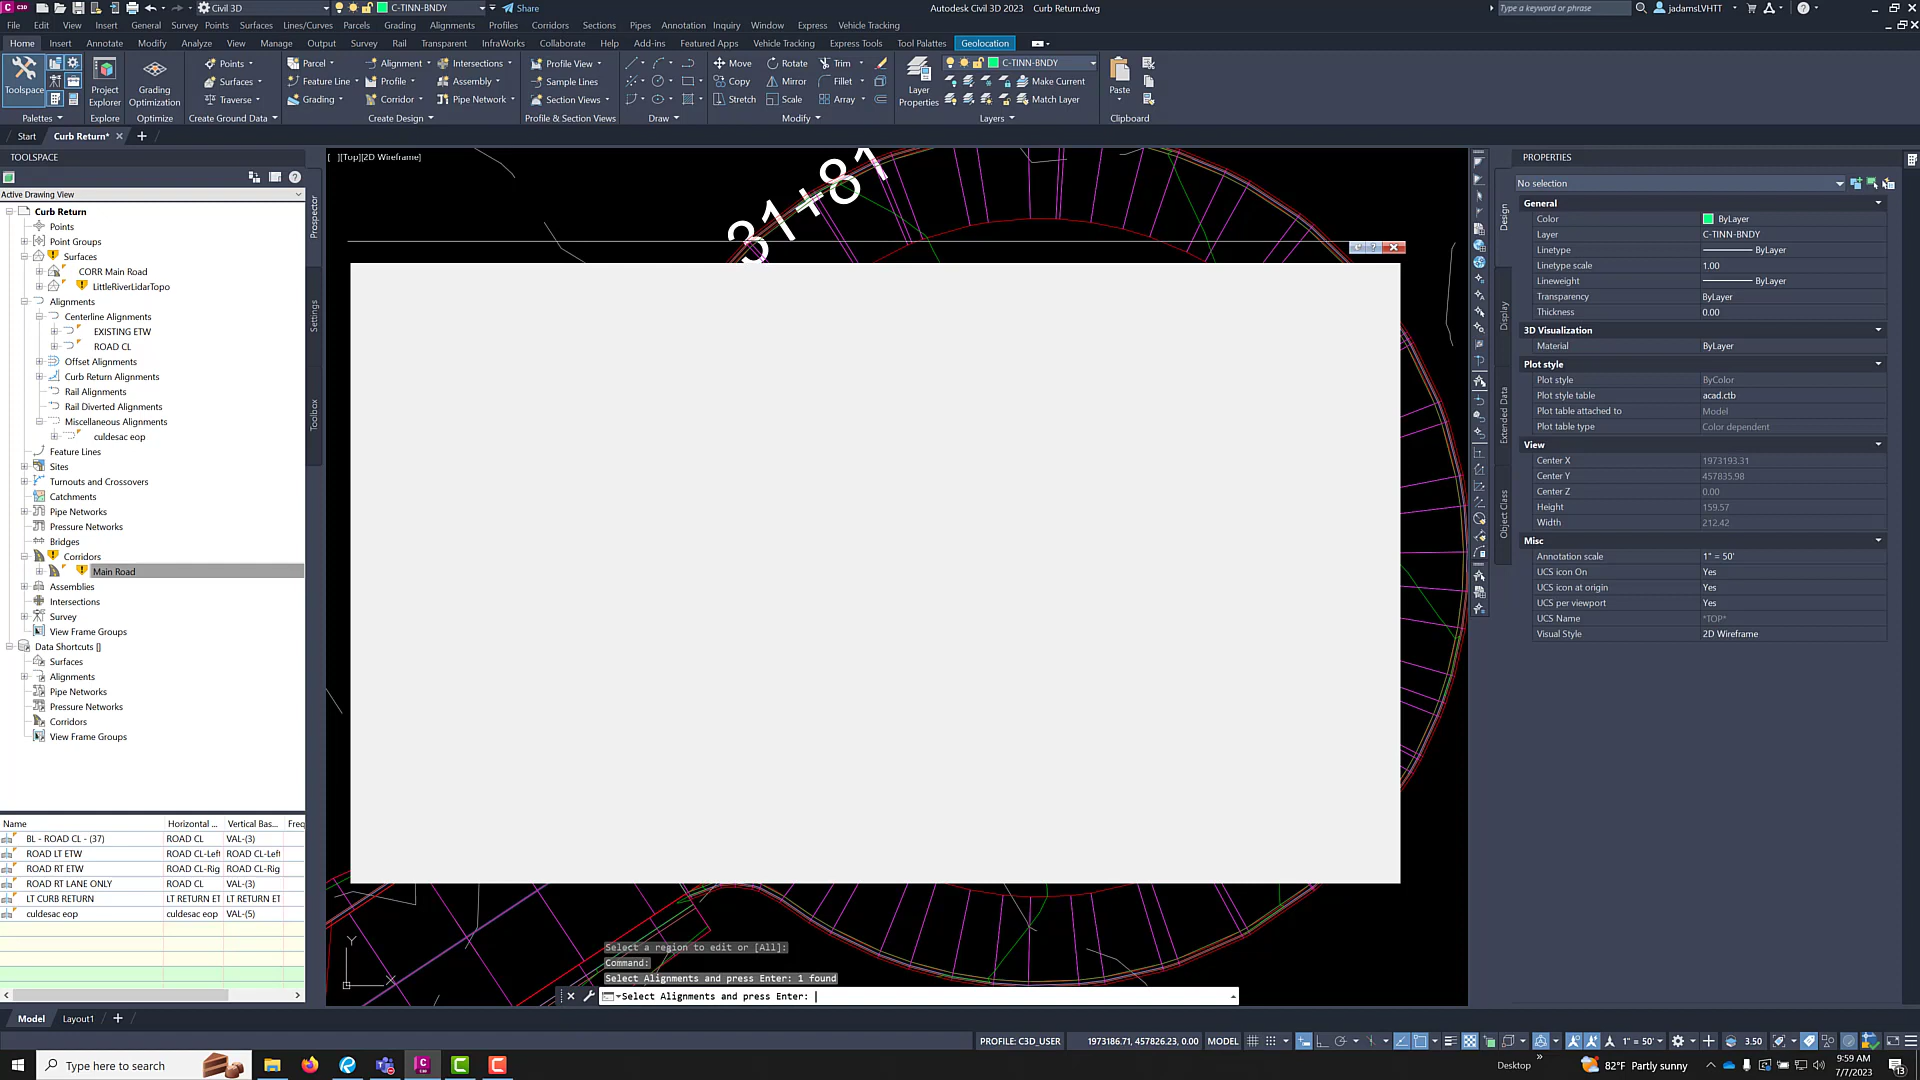 C3D
Civil 3D
C-TINN-BNDY
Share
Autodesk Civil 3D 2023 Curb Return.dwg
Type a keyword or phrase
jadamsLVHTT
File Edit View Insert General Survey Points Surfaces Lines/Curves Parcels Grading Alignments Profiles Corridors Sections Pipes Annotation Inquiry Window Express Vehicle Tracking
Home Insert Annotate Modify Analyze View Manage Output Survey Rail Transparent InfraWorks Collaborate Help Add-ins Featured Apps Vehicle Tracking Express Tools Tool Palettes Geolocation
Toolspace
Project Explorer
Grading Optimization
Points
Surfaces
Traverse
Parcel
Feature Line
Grading
Alignment
Profile
Corridor
Intersections
Assembly
Pipe Network
Profile View
Sample Lines
Section Views
Move
Copy
Stretch
Rotate
Mirror
Scale
Trim
Fillet
Array
Layer Properties
C-TINN-BNDY
Make Current
Match Layer
Paste
Palettes
Explore
Optimize
Create Ground Data
Create Design
Profile & Section Views
Draw
Modify
Layers
Clipboard
Start
Curb Return*
TOOLSPACE
Active Drawing View
Curb Return
Points
Point Groups
Surfaces
CORR Main Road
LittleRiverLidarTopo
Alignments
Centerline Alignments
EXISTING ETW
ROAD CL
Offset Alignments
Curb Return Alignments
Rail Alignments
Rail Diverted Alignments
Miscellaneous Alignments
culdesac eop
Feature Lines
Sites
Turnouts and Crossovers
Catchments
Pipe Networks
Pressure Networks
Bridges
Corridors
Main Road
Assemblies
Intersections
Survey
View Frame Groups
Data Shortcuts []
Surfaces
Alignments
Pipe Networks
Pressure Networks
Corridors
View Frame Groups
Prospector
Settings
Toolbox
Name Horizontal ... Vertical Bas... Freq
BL - ROAD CL - (37) ROAD CL VAL-(3)
ROAD LT ETW ROAD CL-Left ROAD CL-Left
ROAD RT ETW ROAD CL-Rig ROAD CL-Rig
ROAD RT LANE ONLY ROAD CL VAL-(3)
LT CURB RETURN LT RETURN ET LT RETURN ET
culdesac eop culdesac eop VAL-(5)
[ ][Top][2D Wireframe]
31+81
Y
X
Select a region to edit or [All]:
Command:
Select Alignments and press Enter: 1 found
Select Alignments and press Enter:
PROPERTIES
No selection
Design
Display
Extended Data
Object Class
General
Color ByLayer
Layer C-TINN-BNDY
Linetype ByLayer
Linetype scale 1.00
Lineweight ByLayer
Transparency ByLayer
Thickness 0.00
3D Visualization
Material ByLayer
Plot style
Plot style ByColor
Plot style table acad.ctb
Plot table attached to Model
Plot table type Color dependent
View
Center X 1973193.31
Center Y 457835.98
Center Z 0.00
Height 159.57
Width 212.42
Misc
Annotation scale 1" = 50'
UCS icon On Yes
UCS icon at origin Yes
UCS per viewport Yes
UCS Name *TOP*
Visual Style 2D Wireframe
Model Layout1
PROFILE: C3D_USER
1973186.71, 457826.23, 0.00
MODEL
1" = 50'
3.50
Type here to search
Desktop
82°F Partly sunny
9:59 AM
7/7/2023
13